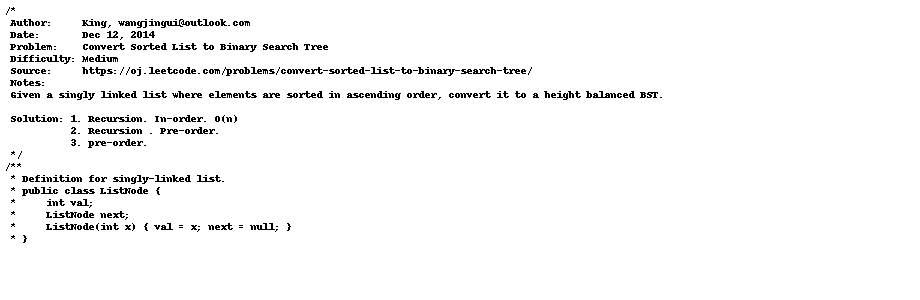 /*
 Author:     King, wangjingui@outlook.com
 Date:       Dec 12, 2014
 Problem:    Convert Sorted List to Binary Search Tree
 Difficulty: Medium
 Source:     https://oj.leetcode.com/problems/convert-sorted-list-to-binary-search-tree/
 Notes:
 Given a singly linked list where elements are sorted in ascending order, convert it to a height balanced BST.

 Solution: 1. Recursion. In-order. O(n)
           2. Recursion . Pre-order.
           3. pre-order.
 */
/**
 * Definition for singly-linked list.
 * public class ListNode {
 *     int val;
 *     ListNode next;
 *     ListNode(int x) { val = x; next = null; }
 * }